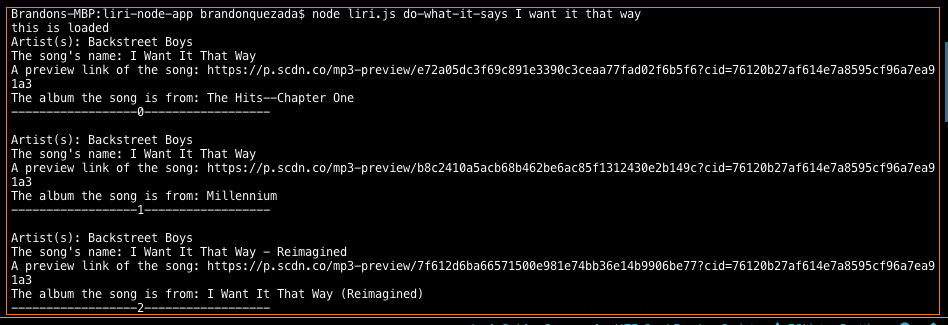 Brandons-MBP:liri-node-app brandonquezada$ node liri.js do-what-it-says I want it that way
this is loaded
Artist(s): Backstreet Boys
The song's name: I Want It That Way
A preview link of the song: https://p.scdn.co/mp3-preview/e72a05dc3f69c891e3390c3ceaa77fad02f6b5f6?cid=76120b27af614e7a8595cf96a7ea9
1a3
The album the song is from: The Hits--Chapter One
------------------0------------------
Artist(s): Backstreet Boys
The song's name: I Want It That Way
A preview link of the song: https://p.scdn.co/mp3-preview/b8c2410a5acb68b462be6ac85f1312430e2b149c?cid=76120b27af614e7a8595cf96a7ea9
1a3
The album the song is from: Millennium
------------------1------------------
Artist(s): Backstreet Boys
The song's name: I Want It That Way - Reimagined
A preview link of the song: https://p.scdn.co/mp3-preview/7f612d6ba66571500e981e74bb36e14b9906be77?cid=76120b27af614e7a8595cf96a7ea9
1a3
The album the song is from: I Want It That Way (Reimagined)
------------------2------------------